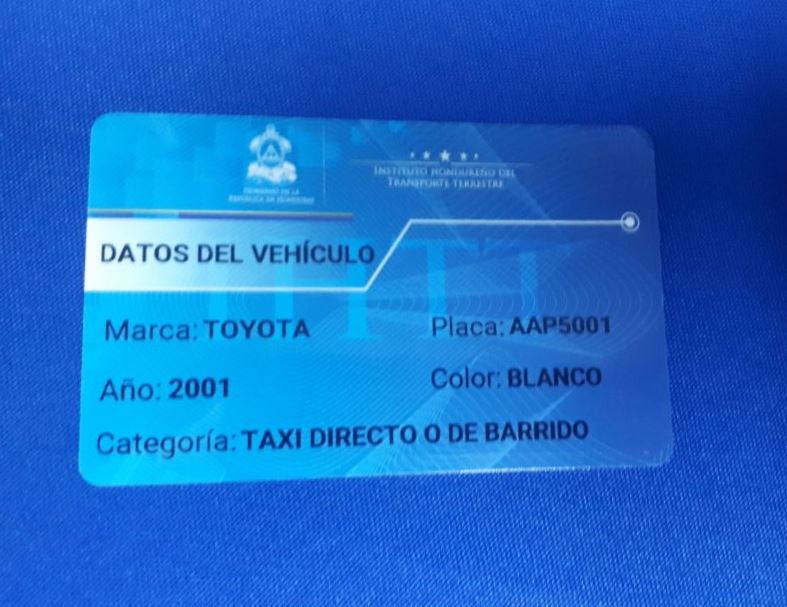 GOBIERNO DE LA
REPÚBLICA DE HONDURAS
INSTITUTO HONDUREÑO DEL
TRANSPORTE TERRESTRE
DATOS DEL VEHÍCULO
IHTT
Marca: TOYOTA
Placa: AAP5001
Año: 2001
Color: BLANCO
Categoría: TAXI DIRECTO O DE BARRIDO